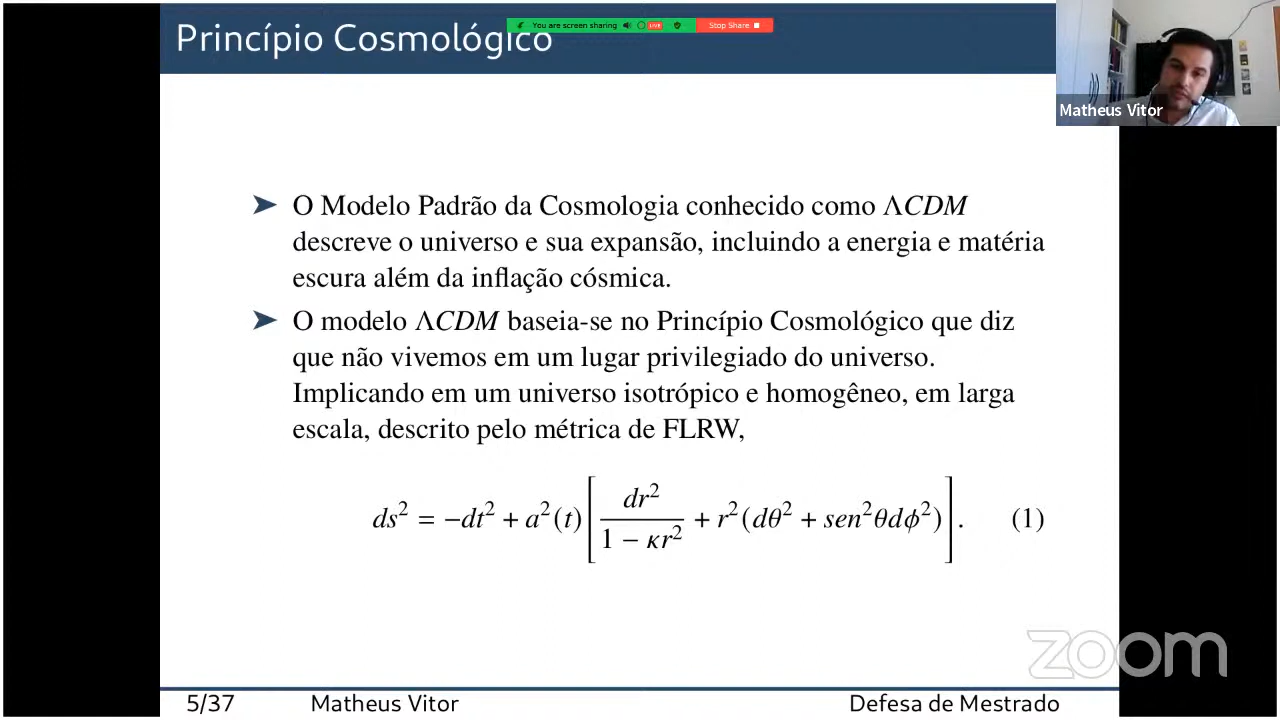 Princípio Cosmológico
You are screen sharing
LIVE
Stop Share
Matheus Vitor
➤ O Modelo Padrão da Cosmologia conhecido como ΛCDM
descreve o universo e sua expansão, incluindo a energia e matéria
escura além da inflação cósmica.
➤ O modelo ΛCDM baseia-se no Princípio Cosmológico que diz
que não vivemos em um lugar privilegiado do universo.
Implicando em um universo isotrópico e homogêneo, em larga
escala, descrito pelo métrica de FLRW,
ds² = −dt² + a²(t)[dr²/(1 − κr²) + r²(dθ² + sen²θdϕ²)]. (1)
zoom
5/37 Matheus Vitor Defesa de Mestrado